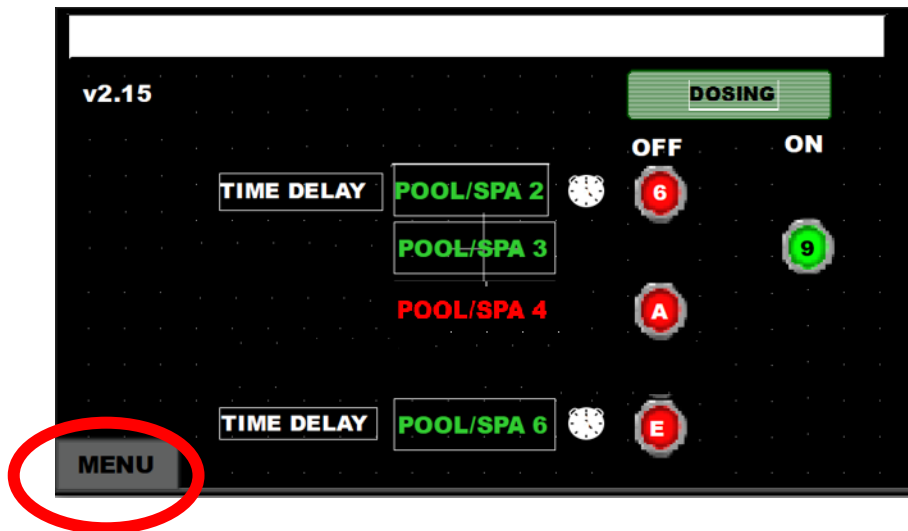 v2.15
DOSING
OFF ON
TIME DELAY POOL/SPA 2 6
POOL/SPA 3 9
POOL/SPA 4 A
TIME DELAY POOL/SPA 6 E
MENU